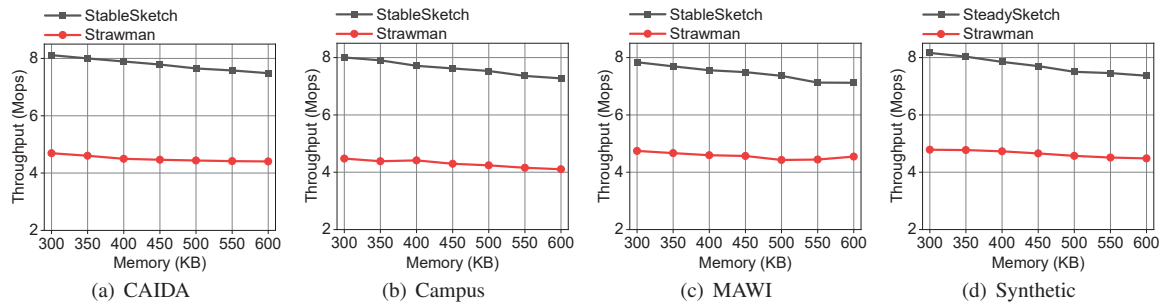 StableSketch
Strawman
Throughput (Mops)
8
6
4
2
300 350 400 450 500 550 600
Memory (KB)
(a) CAIDA
StableSketch
Strawman
Throughput (Mops)
8
6
4
2
300 350 400 450 500 550 600
Memory (KB)
(b) Campus
StableSketch
Strawman
Throughput (Mops)
8
6
4
2
300 350 400 450 500 550 600
Memory (KB)
(c) MAWI
SteadySketch
Strawman
Throughput (Mops)
8
6
4
2
300 350 400 450 500 550 600
Memory (KB)
(d) Synthetic